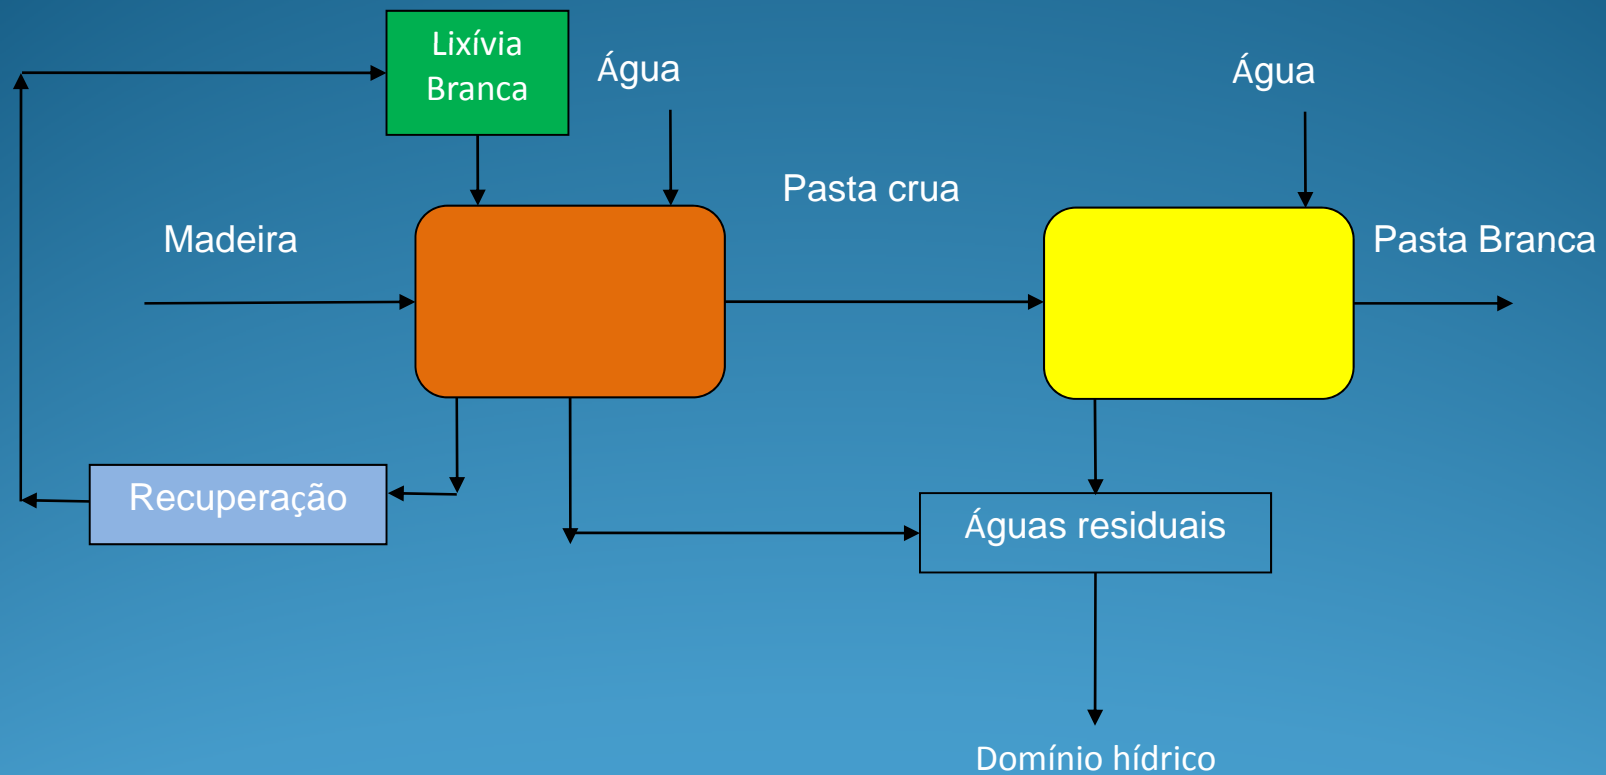 Lixívia
Branca
Água
Água
Pasta crua
Madeira
Pasta Branca
Recuperação
Águas residuais
Domínio hídrico